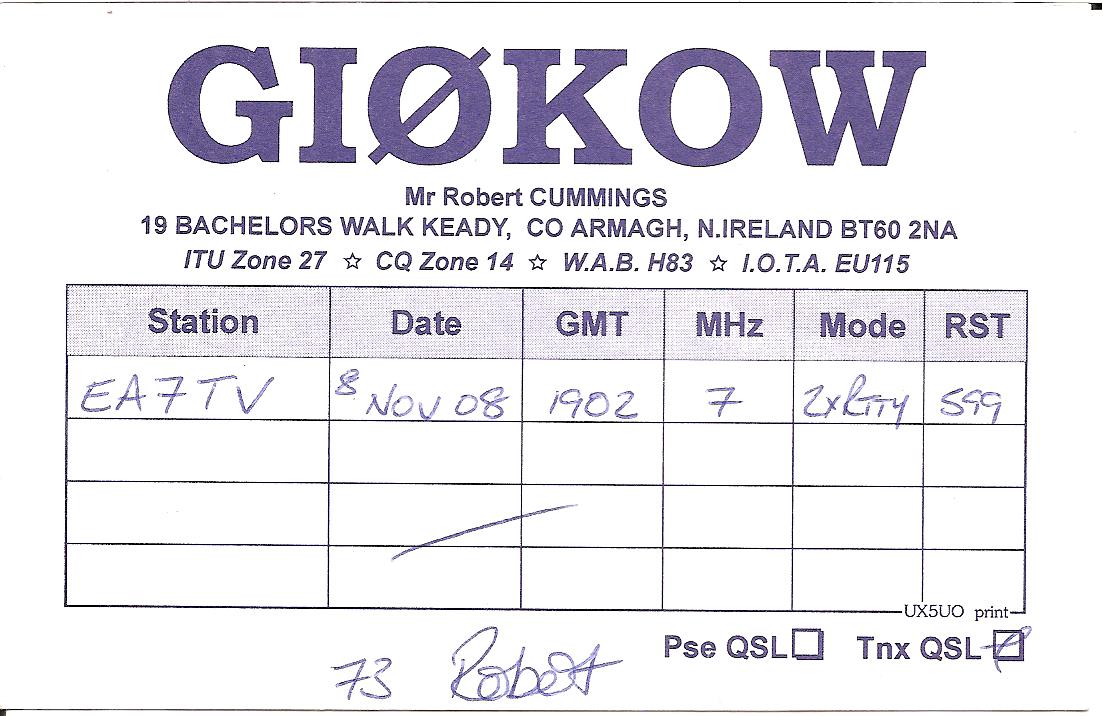 GIØKOW
Mr Robert CUMMINGS
19 BACHELORS WALK KEADY, CO ARMAGH, N.IRELAND BT60 2NA
ITU Zone 27 ☆ CQ Zone 14 ☆ W.A.B. H83 ☆ I.O.T.A. EU115
Station Date GMT MHz Mode RST
EA7TV 8 NOV 08 1902 7 2xRTTY 599
UX5UO print
Pse QSL Tnx QSL
73 Robert